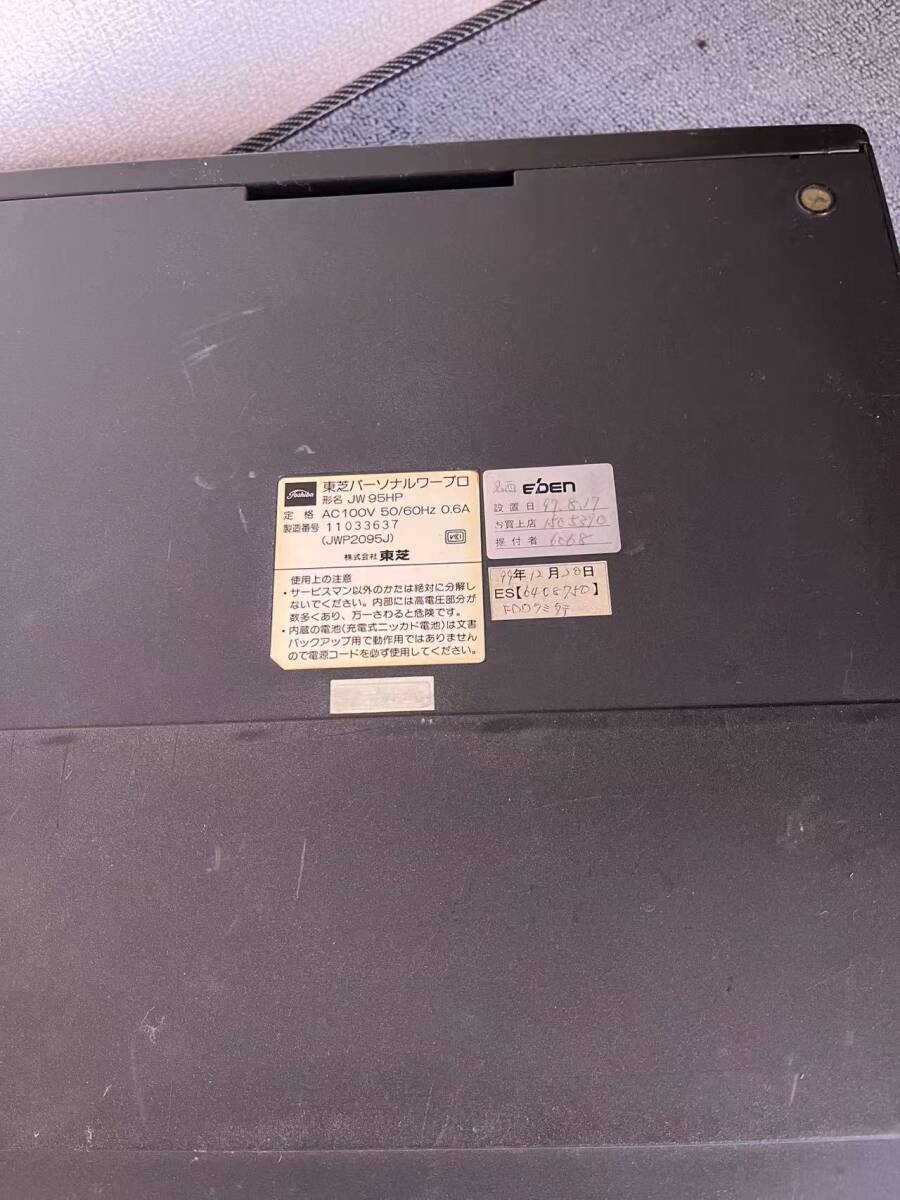 Toshiba
東芝パーソナルワープロ
形名 JW95HP
定格 AC100V 50/60Hz 0.6A
製造番号 11033637
(JWP2095J)
株式会社 東芝
使用上の注意
・サービスマン以外のかたは絶対に分解し
ないでください。内部には高電圧部分が
数多くあり、万一さわると危険です。
・内蔵の電池(充電式ニッカド電池)は文書
バックアップ用で動作用ではありません
ので電源コードを必ず使用してください。
EDEN
設置日 97.8.17
お買上店
据付者 6068
99年12月28日
ES【6408750】